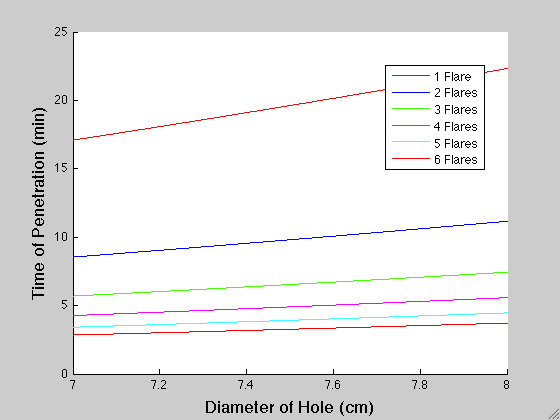 25
20
15
10
5
0
7
7.2
7.4
7.6
7.8
8
Time of Penetration (min)
Diameter of Hole (cm)
1 Flare
2 Flares
3 Flares
4 Flares
5 Flares
6 Flares